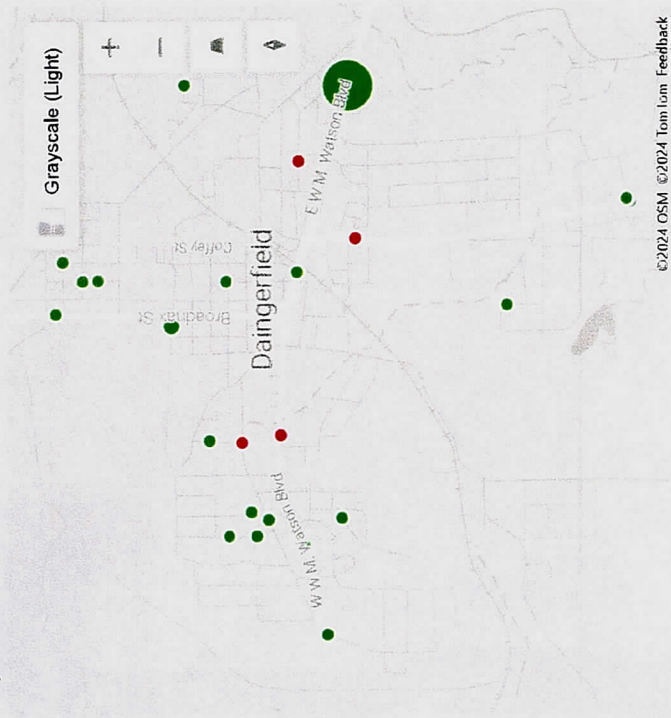 Grayscale (Light)
E W M. Watson Blvd
Coffey St
Daingerfield
Broadnax St
W W M. Watson Blvd
©2024 OSM ©2024 TomTom Feedback